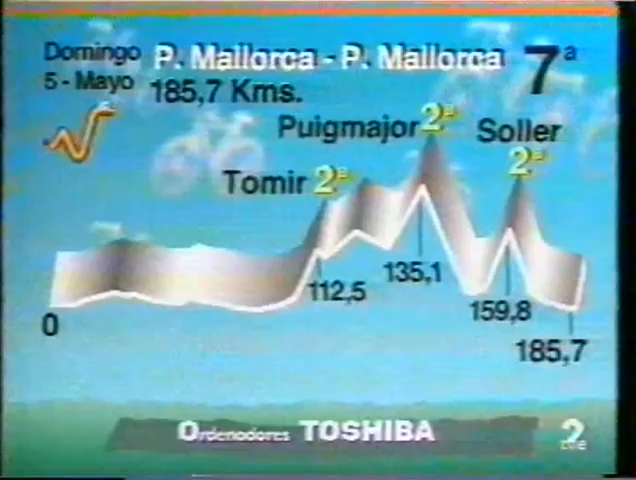 Domingo
5 - Mayo
P. Mallorca - P. Mallorca
185,7 Kms.
7ª
Puigmajor 2ª
Soller
2ª
Tomir 2ª
112,5
135,1
159,8
0
185,7
Ordenadores TOSHIBA
2
tve